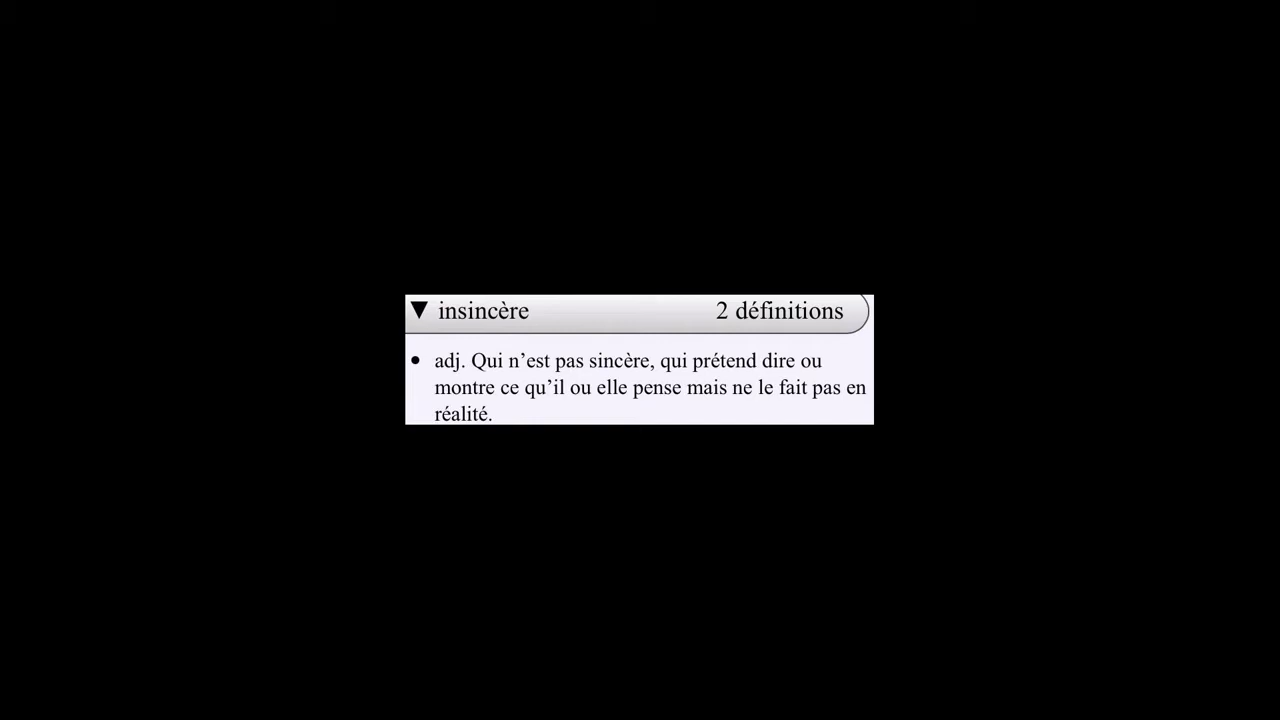 ▼ insincère 2 définitions
• adj. Qui n’est pas sincère, qui prétend dire ou
montre ce qu’il ou elle pense mais ne le fait pas en
réalité.